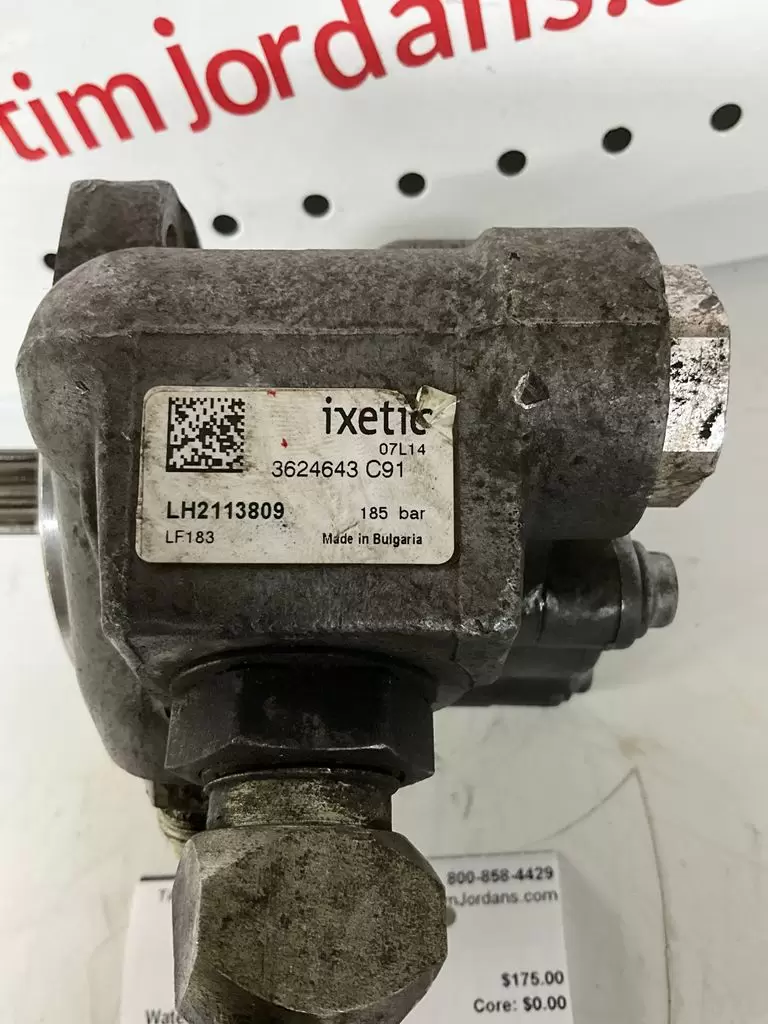 tim jordans.
ixetic
07L14
3624643 C91
LH2113809
185 bar
LF183
Made in Bulgaria
800-858-4429
mJordans.com
$175.00
Core: $0.00